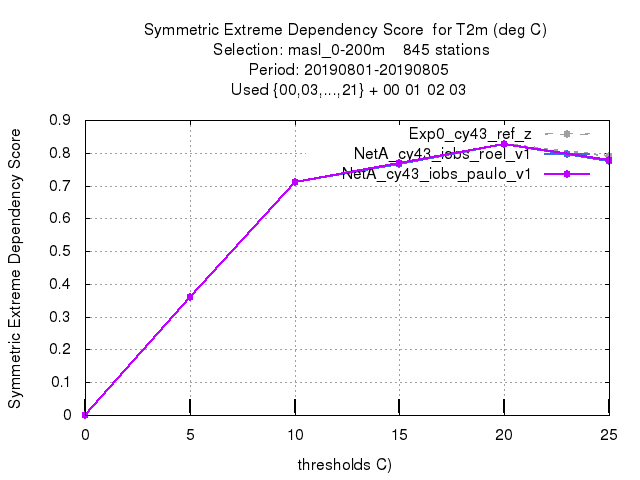 Symmetric Extreme Dependency Score  for T2m (deg C)
Selection: masl_0-200m    845 stations
Period: 20190801-20190805
Used {00,03,...,21} + 00 01 02 03
Symmetric Extreme Dependency Score
0.9
0.8
0.7
0.6
0.5
0.4
0.3
0.2
0.1
0
Exp0_cy43_ref_z
NetA_cy43_iobs_roel_v1
NetA_cy43_iobs_paulo_v1
0 5 10 15 20 25
thresholds C)